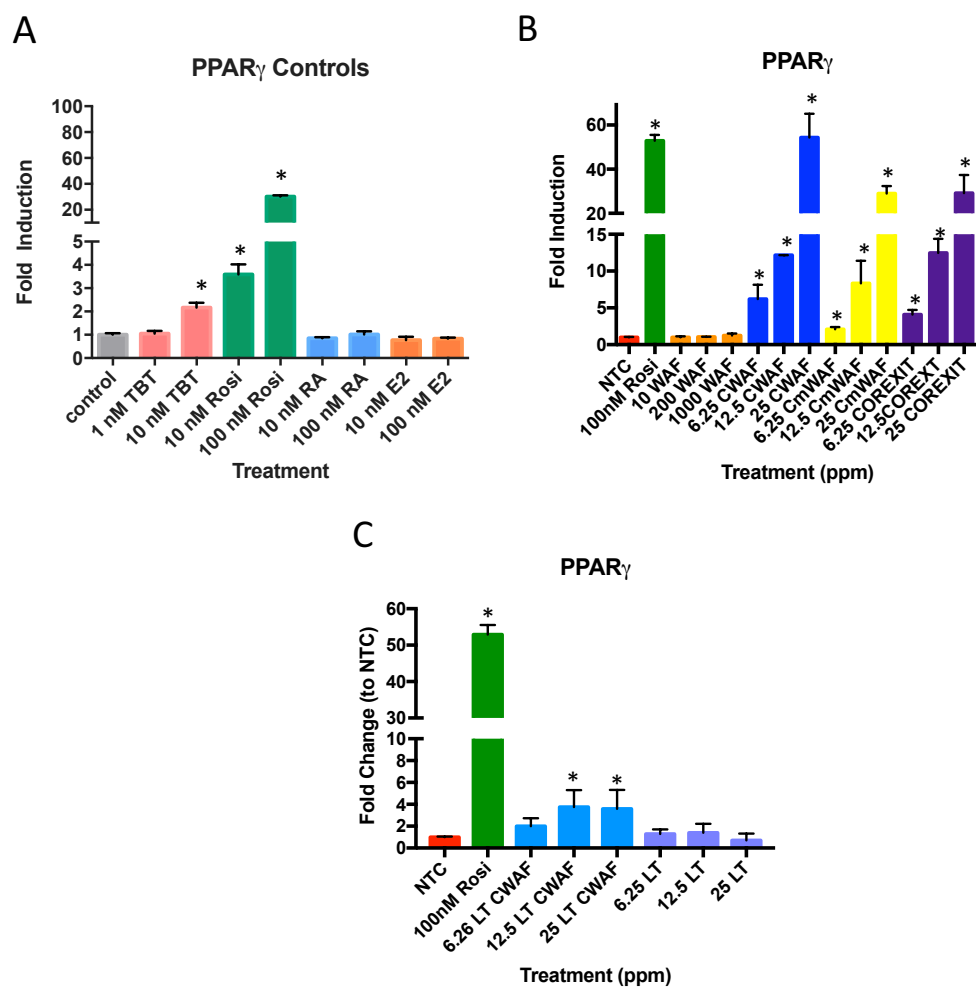 A
PPARγ Controls
Fold Induction
100
80
60
40
20
5
4
3
2
1
0
*
*
*
control
1 nM TBT
10 nM TBT
10 nM Rosi
100 nM Rosi
10 nM RA
100 nM RA
10 nM E2
100 nM E2
Treatment
B
PPARγ
Fold Induction
60
40
20
15
10
5
0
*
*
*
*
*
*
*
*
*
*
NTC
100nM Rosi
10 WAF
200 WAF
1000 WAF
6.25 CWAF
12.5 CWAF
25 CWAF
6.25 CmWAF
12.5 CmWAF
25 CmWAF
6.25 COREXIT
12.5COREXT
25 COREXIT
Treatment (ppm)
C
PPARγ
Fold Change (to NTC)
60
50
40
30
10
8
6
4
2
0
*
*
*
NTC
100nM Rosi
6.26 LT CWAF
12.5 LT CWAF
25 LT CWAF
6.25 LT
12.5 LT
25 LT
Treatment (ppm)